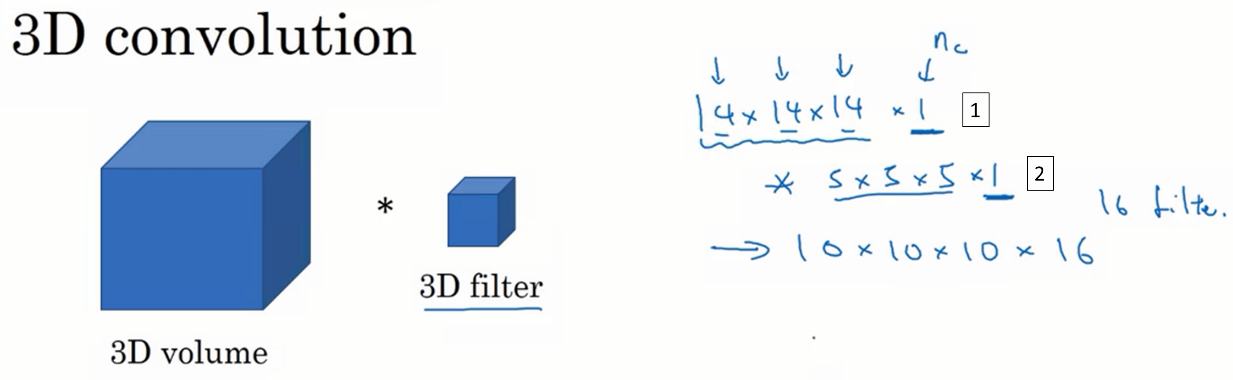 3D convolution
*
3D filter
3D volume
n_c
↓ ↓ ↓ ↓
14 × 14 × 14 × 1 1
* 5 × 5 × 5 × 1 2
16 filte.
→ 10 × 10 × 10 × 16